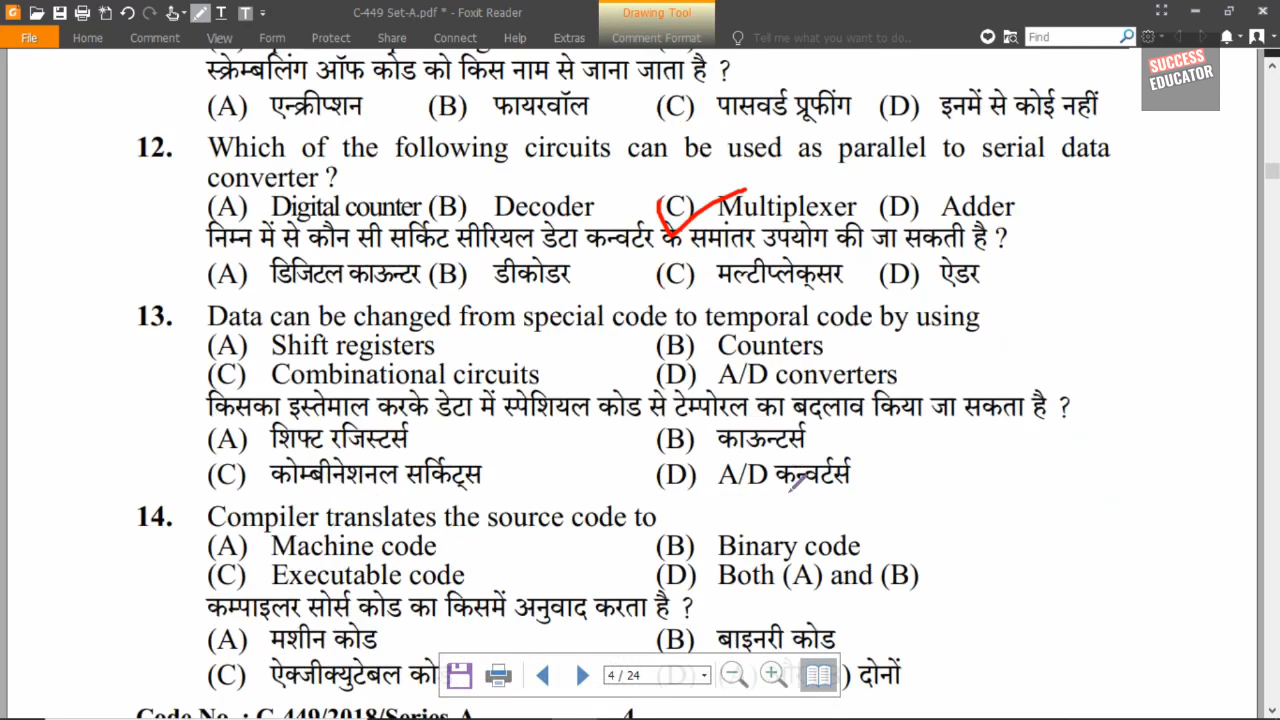 C-449 Set-A.pdf * - Foxit Reader
Drawing Tool
File Home Comment View Form Protect Share Connect Help Extras Comment Format Tell me what you want to do.. Find
SUCCESS
EDUCATOR
स्क्रेम्बलिंग ऑफ कोड को किस नाम से जाना जाता है ?
(A) एन्क्रीप्शन (B) फायरवॉल (C) पासवर्ड प्रूफींग (D) इनमें से कोई नहीं
12. Which of the following circuits can be used as parallel to serial data
converter ?
(A) Digital counter (B) Decoder (C) Multiplexer (D) Adder
निम्न में से कौन सी सर्किट सीरियल डेटा कन्वर्टर के समांतर उपयोग की जा सकती है ?
(A) डिजिटल काऊन्टर (B) डीकोडर (C) मल्टीप्लेक्सर (D) ऐडर
13. Data can be changed from special code to temporal code by using
(A) Shift registers (B) Counters
(C) Combinational circuits (D) A/D converters
किसका इस्तेमाल करके डेटा में स्पेशियल कोड से टेम्पोरल का बदलाव किया जा सकता है ?
(A) शिफ्ट रजिस्टर्स (B) काऊन्टर्स
(C) कोम्बीनेशनल सर्किट्स (D) A/D कन्वर्टर्स
14. Compiler translates the source code to
(A) Machine code (B) Binary code
(C) Executable code (D) Both (A) and (B)
कम्पाइलर सोर्स कोड का किसमें अनुवाद करता है ?
(A) मशीन कोड (B) बाइनरी कोड
(C) ऐक्जीक्युटेबल को (D) ) दोनों
4 / 24
Code No. : C-449/2018/Series-A 4